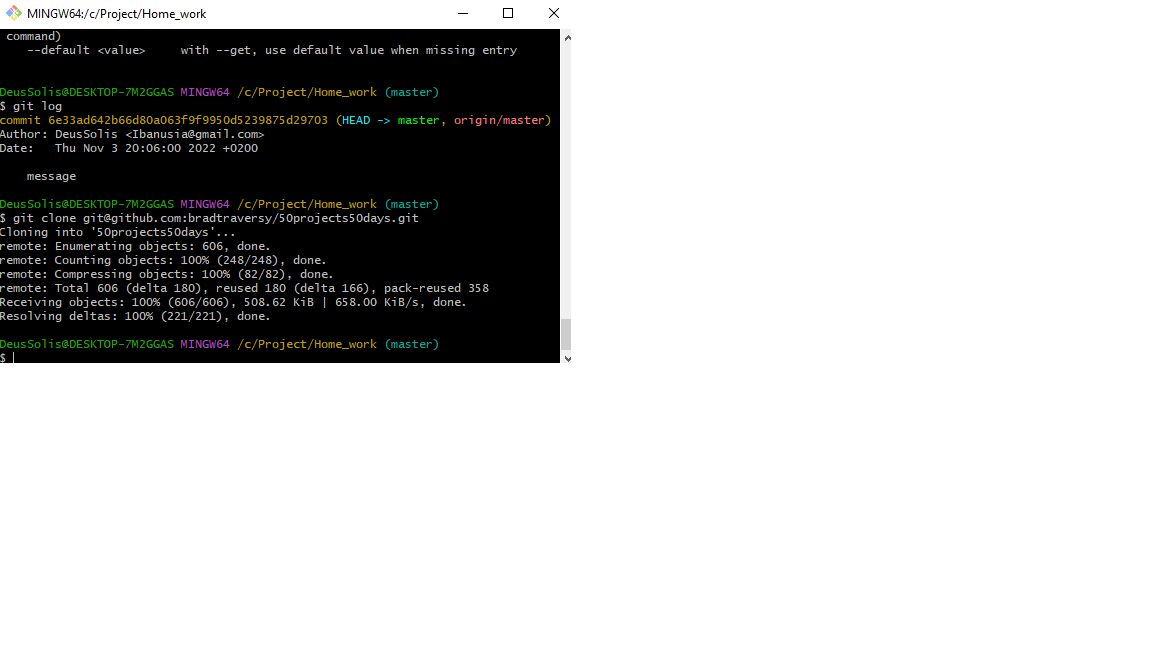 MINGW64:/c/Project/Home_work
command)
--default <value>     with --get, use default value when missing entry
DeusSolis@DESKTOP-7M2GGAS MINGW64 /c/Project/Home_work (master)
$ git log
commit 6e33ad642b66d80a063f9f9950d5239875d29703 (HEAD -> master, origin/master)
Author: DeusSolis <Ibanusia@gmail.com>
Date:   Thu Nov 3 20:06:00 2022 +0200
message
DeusSolis@DESKTOP-7M2GGAS MINGW64 /c/Project/Home_work (master)
$ git clone git@github.com:bradtraversy/50projects50days.git
Cloning into '50projects50days'...
remote: Enumerating objects: 606, done.
remote: Counting objects: 100% (248/248), done.
remote: Compressing objects: 100% (82/82), done.
remote: Total 606 (delta 180), reused 180 (delta 166), pack-reused 358
Receiving objects: 100% (606/606), 508.62 KiB | 658.00 KiB/s, done.
Resolving deltas: 100% (221/221), done.
DeusSolis@DESKTOP-7M2GGAS MINGW64 /c/Project/Home_work (master)
$